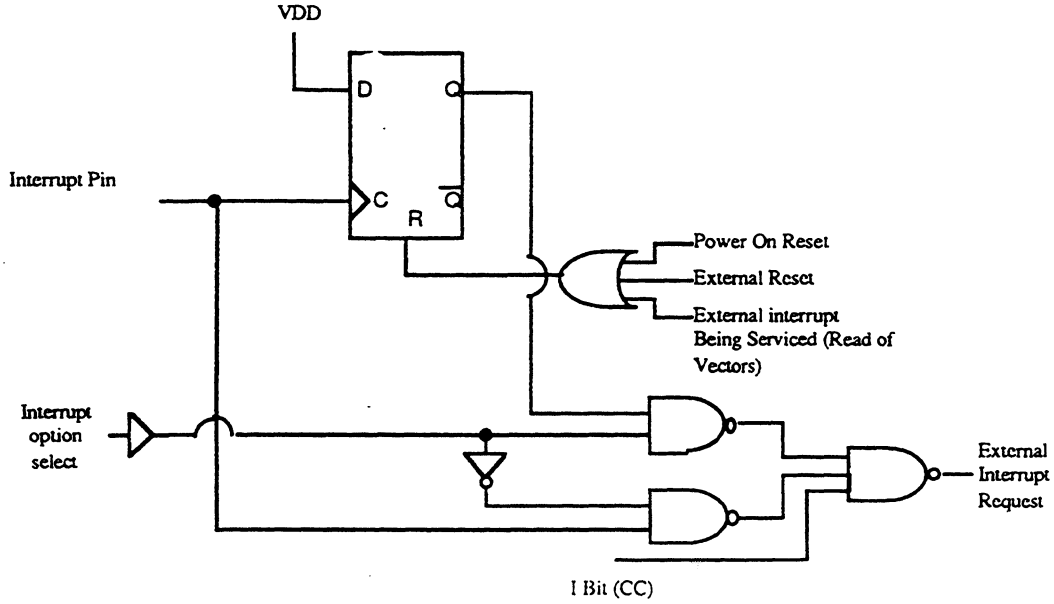 VDD
D
Q
Interrupt Pin
C
Q
R
Power On Reset
External Reset
External interrupt
Being Serviced (Read of
Vectors)
Interrupt
option
select
External
Interrupt
Request
I Bit (CC)